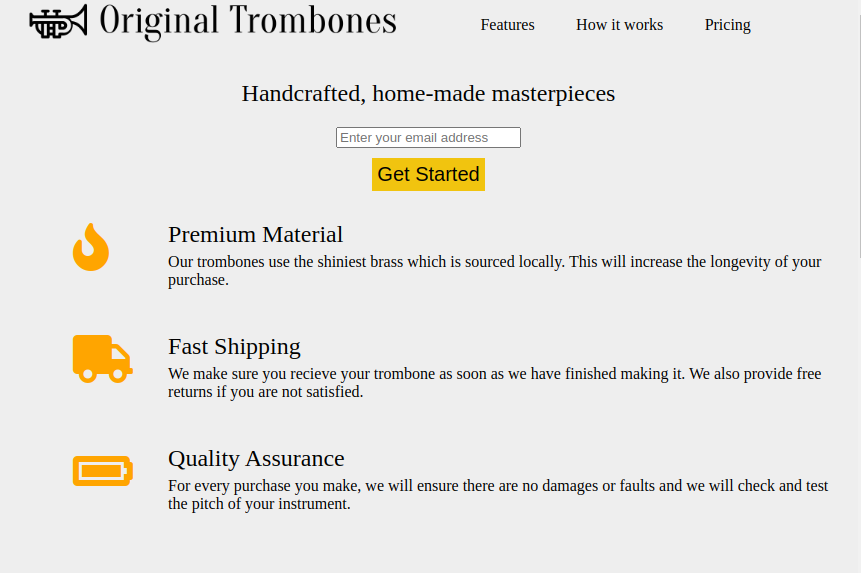 Original Trombones
Features How it works Pricing
Handcrafted, home-made masterpieces
Enter your email address
Get Started
Premium Material
Our trombones use the shiniest brass which is sourced locally. This will increase the longevity of your
purchase.
Fast Shipping
We make sure you recieve your trombone as soon as we have finished making it. We also provide free
returns if you are not satisfied.
Quality Assurance
For every purchase you make, we will ensure there are no damages or faults and we will check and test
the pitch of your instrument.